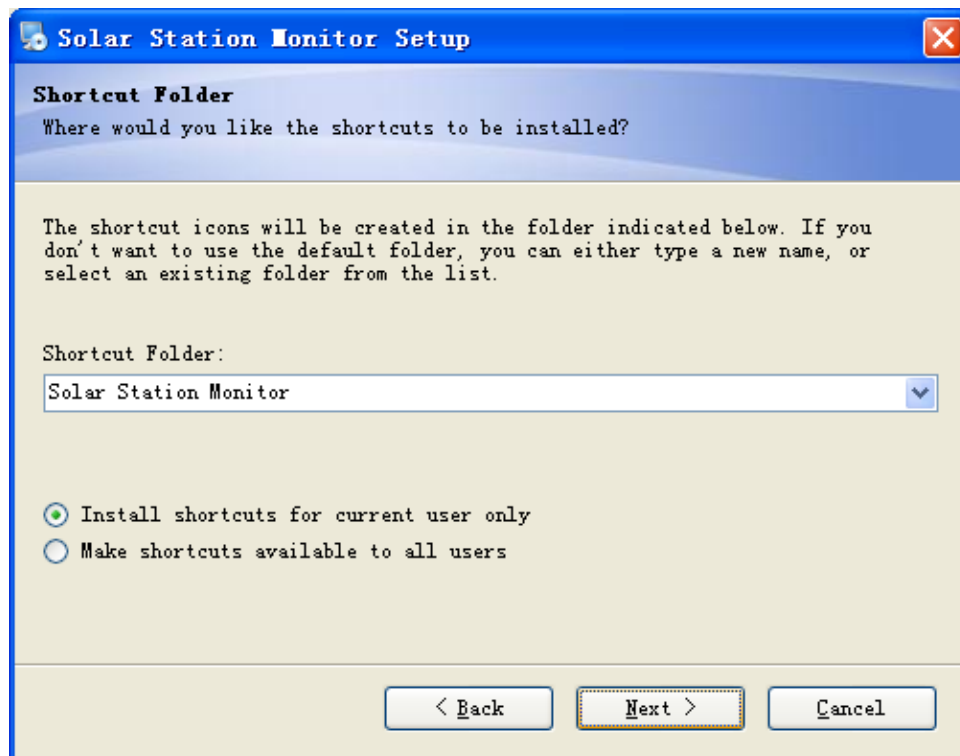 Solar Station Monitor Setup
Shortcut Folder
Where would you like the shortcuts to be installed?
The shortcut icons will be created in the folder indicated below. If you
don't want to use the default folder, you can either type a new name, or
select an existing folder from the list.
Shortcut Folder:
Solar Station Monitor
Install shortcuts for current user only
Make shortcuts available to all users
< Back
Next >
Cancel